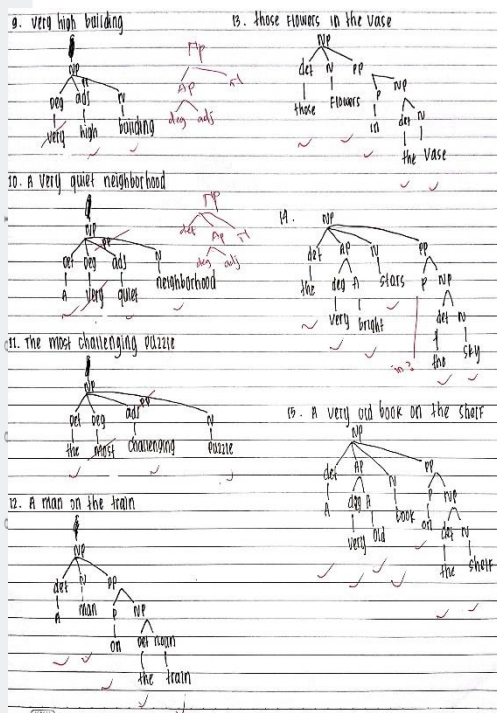 9. very high building
NP
AP
Deg adj N
very high building
NP
AP N
deg adj
10. A very quiet neighborhood
NP
Det Deg adj N
A very quiet neighborhood
NP
det AP N
deg adj
11. The most challenging puzzle
NP
Det Deg adj N
the most challenging puzzle
12. A man on the train
NP
det N PP
A man P NP
on Det noun
the train
13. those flowers in the vase
NP
det N PP
those flowers P NP
in det N
the vase
14.
NP
det AP N PP
the deg A stars P NP
very bright det N
in? the sky
15. A very old book on the shelf
NP
det AP N PP
A deg A book P NP
very old on det N
the shelf